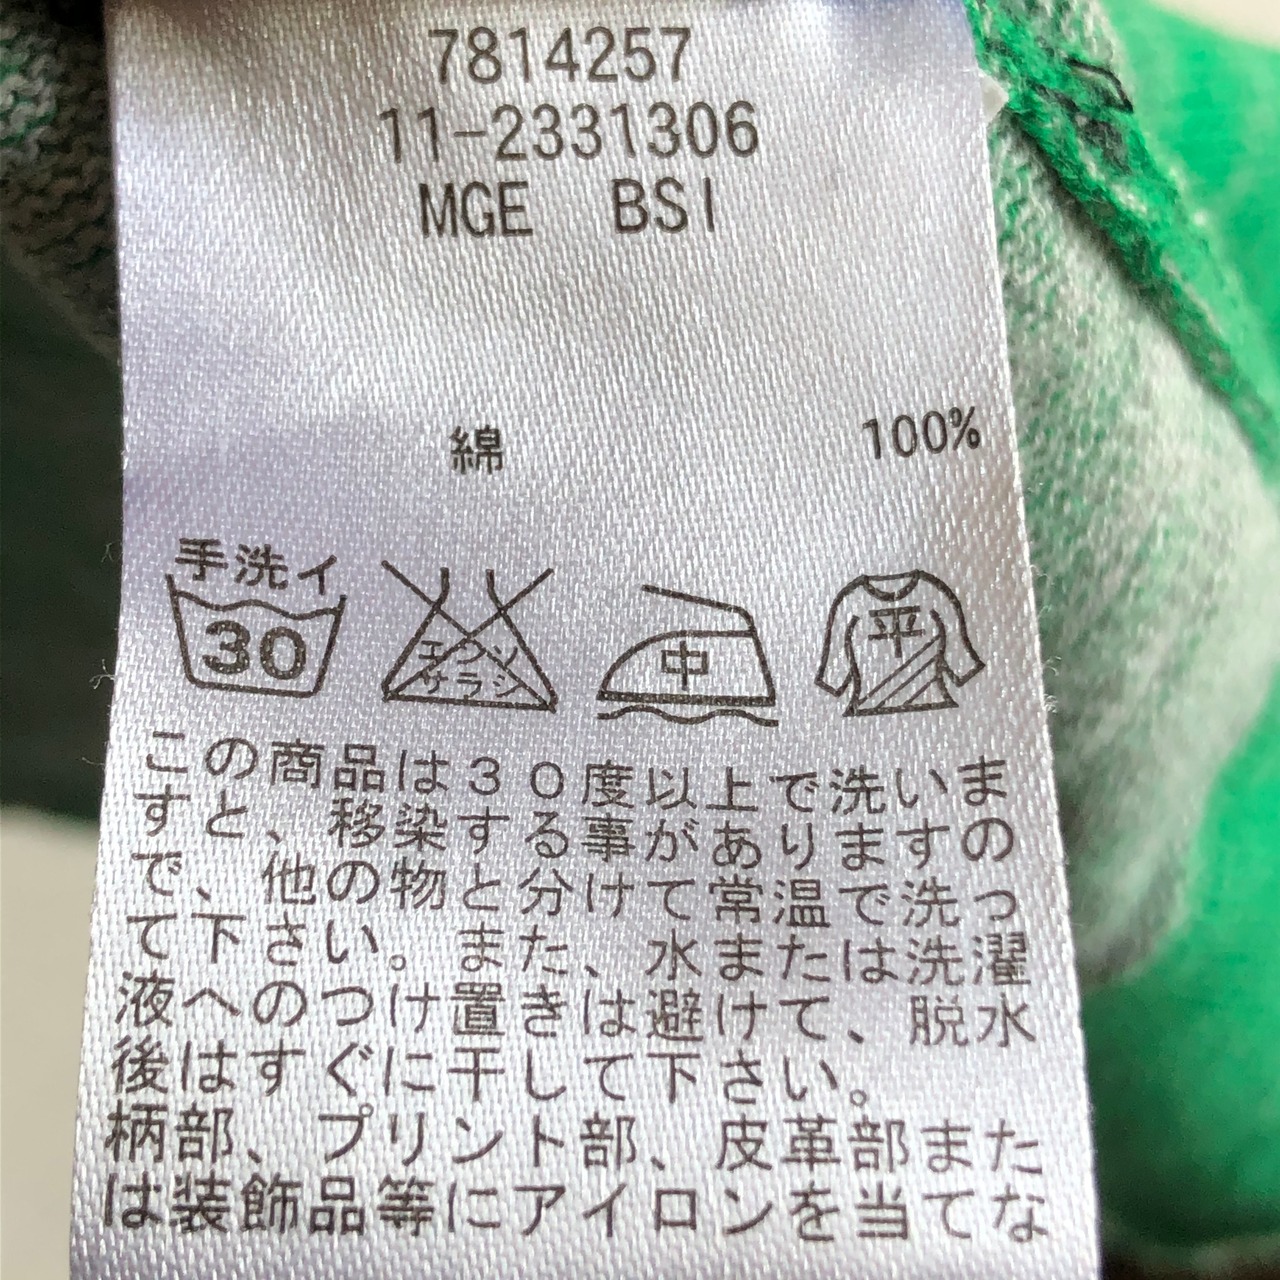 7814257
11-2331306
MGE BSI
綿 100%
手洗イ
30
エンソ
サラシ
中
平
この商品は30度以上で洗いま
すと、移染する事がありますの
で、他の物と分けて常温で洗っ
て下さい。また、水または洗濯
液へのつけ置きは避けて、脱水
後はすぐに干して下さい。
柄部、プリント部、皮革部また
は装飾品等にアイロンを当てな